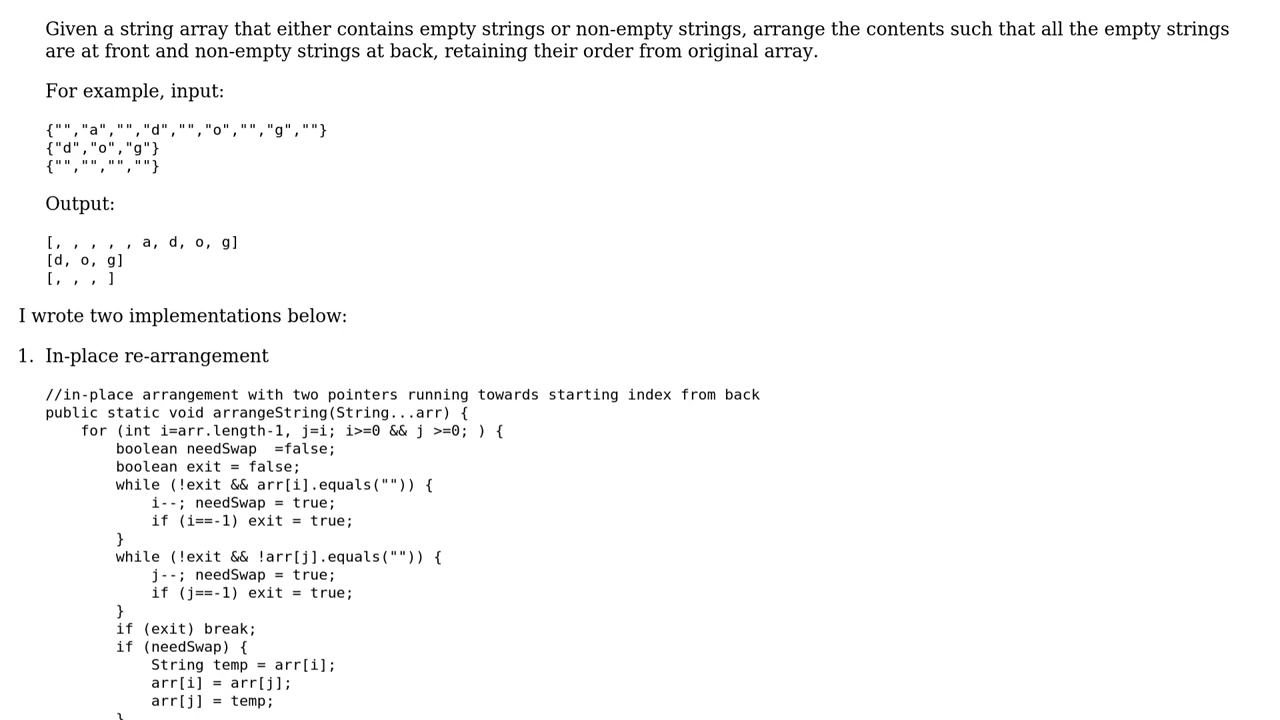 Given a string array that either contains empty strings or non-empty strings, arrange the contents such that all the empty strings
are at front and non-empty strings at back, retaining their order from original array.
For example, input:
{"","a","","d","","o","","g",""}
{"d","o","g"}
{"","","",""}
Output:
[, , , , , a, d, o, g]
[d, o, g]
[, , , ]
I wrote two implementations below:
1. In-place re-arrangement
//in-place arrangement with two pointers running towards starting index from back
public static void arrangeString(String...arr) {
    for (int i=arr.length-1, j=i; i>=0 && j >=0; ) {
        boolean needSwap  =false;
        boolean exit = false;
        while (!exit && arr[i].equals("")) {
            i--; needSwap = true;
            if (i==-1) exit = true;
        }
        while (!exit && !arr[j].equals("")) {
            j--; needSwap = true;
            if (j==-1) exit = true;
        }
        if (exit) break;
        if (needSwap) {
            String temp = arr[i];
            arr[i] = arr[j];
            arr[j] = temp;
        }